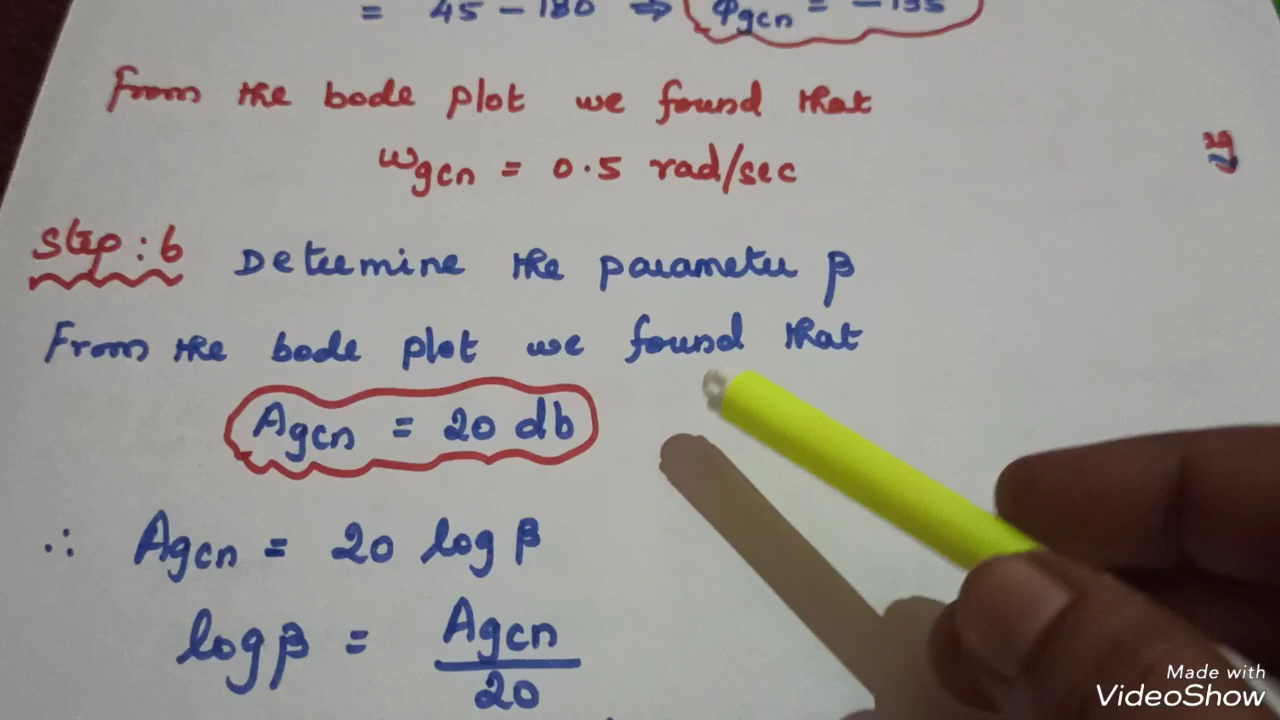 = 45 - 180 ⇒ Φgcn = -135
From the bode plot we found that
ωgcn = 0.5 rad/sec
Step: 6 Determine the parameter β
From the bode plot we found that
Agcn = 20 db
∴ Agcn = 20 log β
log β = Agcn / 20
Made with
VideoShow